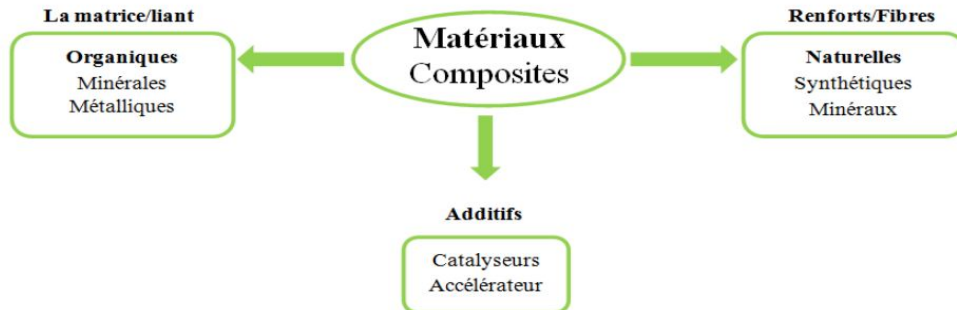 La matrice/liant
Organiques
Minérales
Métalliques
Matériaux
Composites
Renforts/Fibres
Naturelles
Synthétiques
Minéraux
Additifs
Catalyseurs
Accélérateur